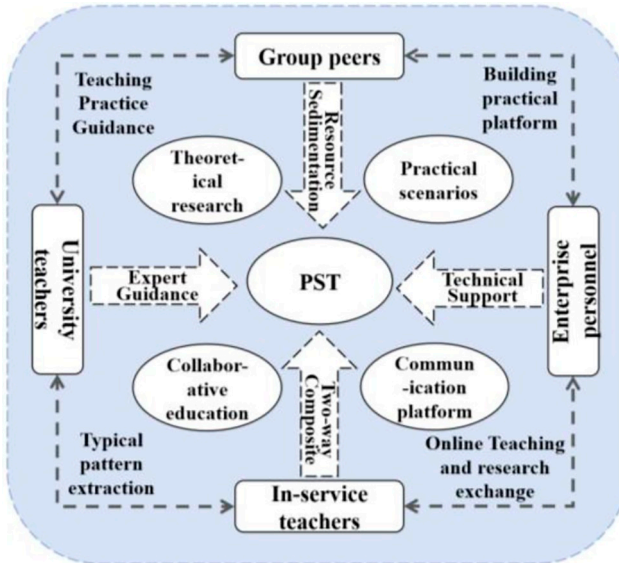 Group peers
Teaching
Practice
Guidance
Building
practical
platform
Resource
Sedimentation
Theoret-
ical
research
Practical
scenarios
University
teachers
Expert
Guidance
PST
Technical
Support
Enterprise
personnel
Collabor-
ative
education
Two-way
Composite
Commun
-ication
platform
Typical
pattern
extraction
Online Teaching
and research
exchange
In-service
teachers